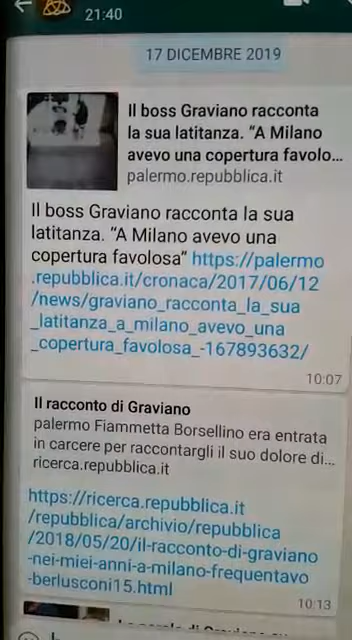 21:40
17 DICEMBRE 2019
Il boss Graviano racconta
la sua latitanza. “A Milano
avevo una copertura favolo...
palermo.repubblica.it
Il boss Graviano racconta la sua
latitanza. “A Milano avevo una
copertura favolosa” https://palermo
.repubblica.it/cronaca/2017/06/12
/news/graviano_racconta_la_sua
_latitanza_a_milano_avevo_una
_copertura_favolosa_-167893632/
10:07
Il racconto di Graviano
palermo Fiammetta Borsellino era entrata
in carcere per raccontargli il suo dolore di...
ricerca.repubblica.it
https://ricerca.repubblica.it
/repubblica/archivio/repubblica
/2018/05/20/il-racconto-di-graviano
-nei-miei-anni-a-milano-frequentavo
-berlusconi15.html
10:13